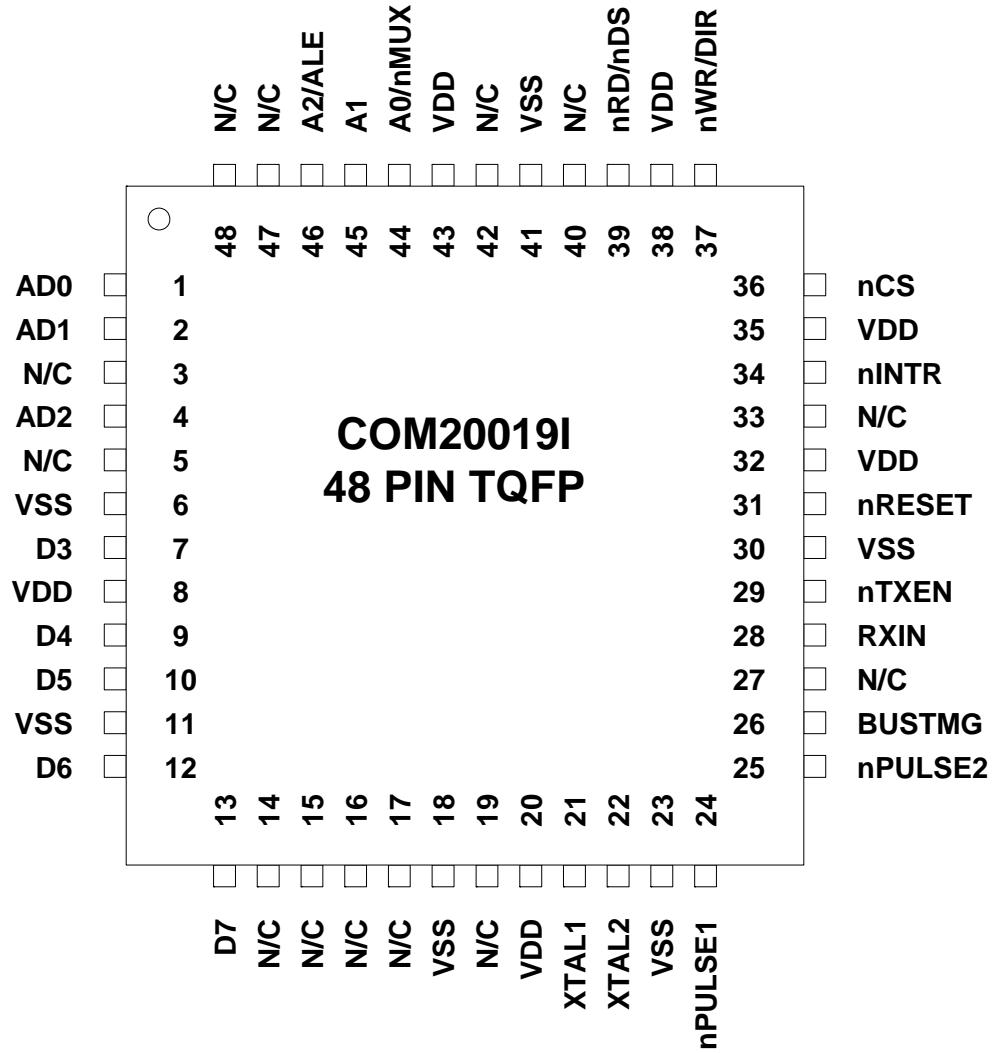 N/C
N/C
A2/ALE
A1
A0/nMUX
VDD
N/C
VSS
N/C
nRD/nDS
VDD
nWR/DIR
48
47
46
45
44
43
42
41
40
39
38
37
AD0 1
AD1 2
N/C 3
AD2 4
N/C 5
VSS 6
D3 7
VDD 8
D4 9
D5 10
VSS 11
D6 12
COM20019I
48 PIN TQFP
36 nCS
35 VDD
34 nINTR
33 N/C
32 VDD
31 nRESET
30 VSS
29 nTXEN
28 RXIN
27 N/C
26 BUSTMG
25 nPULSE2
13
14
15
16
17
18
19
20
21
22
23
24
D7
N/C
N/C
N/C
N/C
VSS
N/C
VDD
XTAL1
XTAL2
VSS
nPULSE1